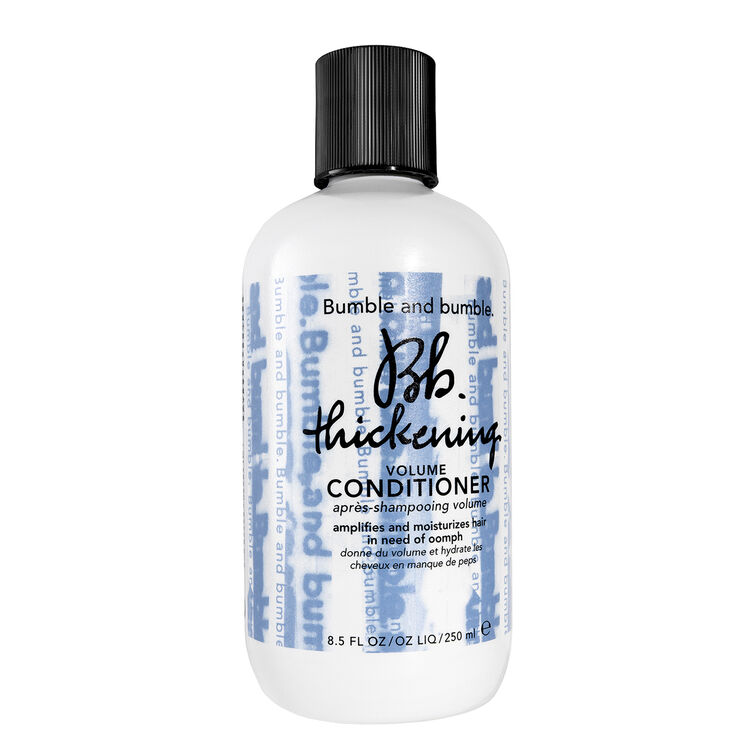 Bumble and bumble.
Bb.
thickening
VOLUME
CONDITIONER
après-shampooing volume
amplifies and moisturizes hair
in need of oomph
donne du volume et hydrate les
cheveux en manque de peps
8.5 FL OZ/OZ LIQ/250 ml ℮